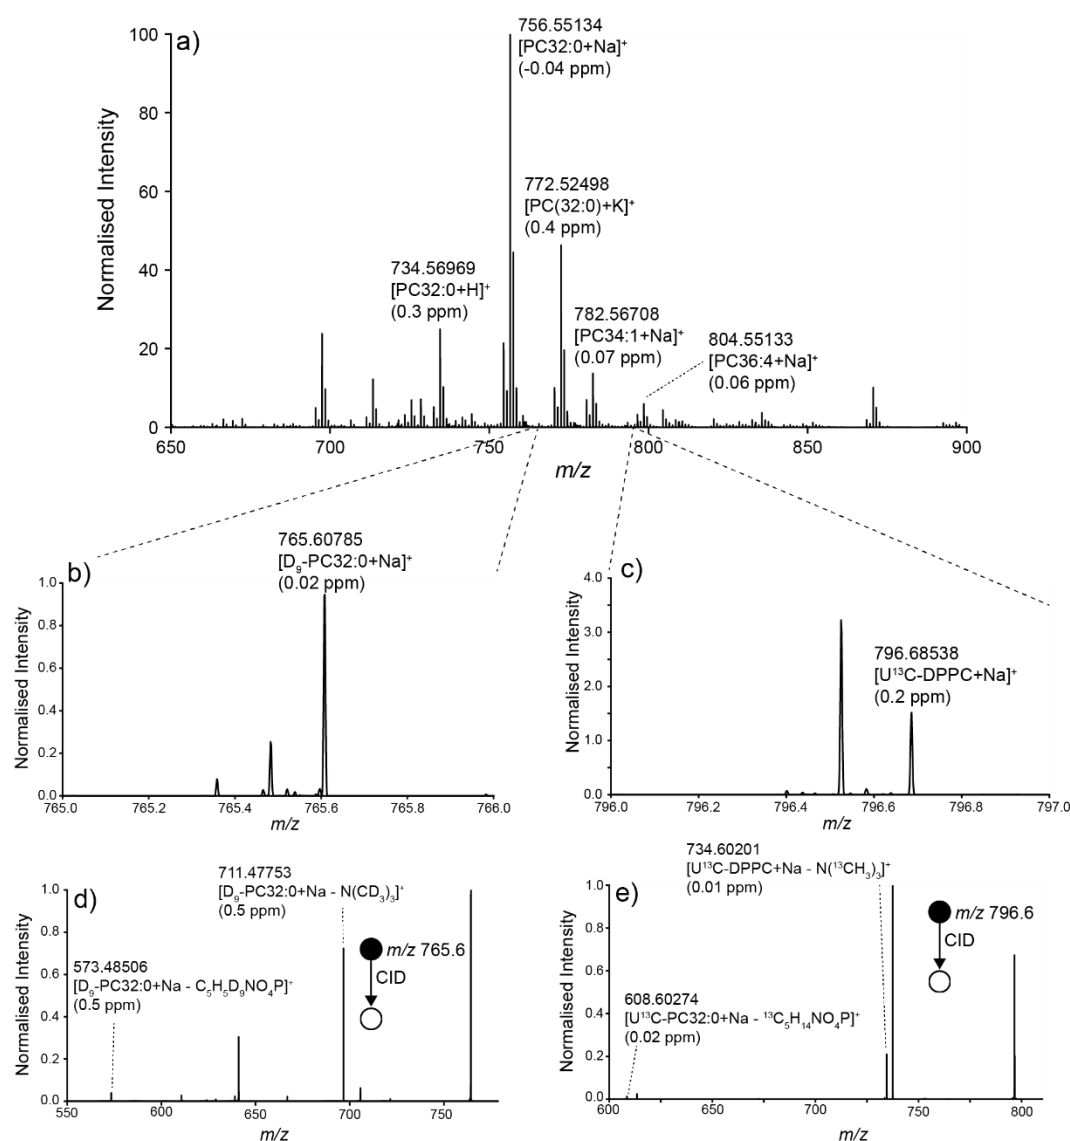 a)
756.55134
[PC32:0+Na]⁺
(-0.04 ppm)
772.52498
[PC(32:0)+K]⁺
(0.4 ppm)
734.56969
[PC32:0+H]⁺
(0.3 ppm)
782.56708
[PC34:1+Na]⁺
(0.07 ppm)
804.55133
[PC36:4+Na]⁺
(0.06 ppm)
Normalised Intensity
100
80
60
40
20
0
650 700 750 800 850 900
m/z
b)
765.60785
[D₉-PC32:0+Na]⁺
(0.02 ppm)
Normalised Intensity
1.0
0.8
0.6
0.4
0.2
0.0
765.0 765.2 765.4 765.6 765.8 766.0
m/z
c)
796.68538
[U¹³C-DPPC+Na]⁺
(0.2 ppm)
Normalised Intensity
4.0
3.0
2.0
1.0
0.0
796.0 796.2 796.4 796.6 796.8 797.0
m/z
d)
711.47753
[D₉-PC32:0+Na - N(CD₃)₃]⁺
(0.5 ppm)
573.48506
[D₉-PC32:0+Na - C₅H₅D₉NO₄P]⁺
(0.5 ppm)
m/z 765.6
CID
Normalised Intensity
1.0
0.8
0.6
0.4
0.2
0.0
550 600 650 700 750
m/z
e)
734.60201
[U¹³C-DPPC+Na - N(¹³CH₃)₃]⁺
(0.01 ppm)
608.60274
[U¹³C-PC32:0+Na - ¹³C₅H₁₄NO₄P]⁺
(0.02 ppm)
m/z 796.6
CID
Normalised Intensity
1.0
0.8
0.6
0.4
0.2
0.0
600 650 700 750 800
m/z